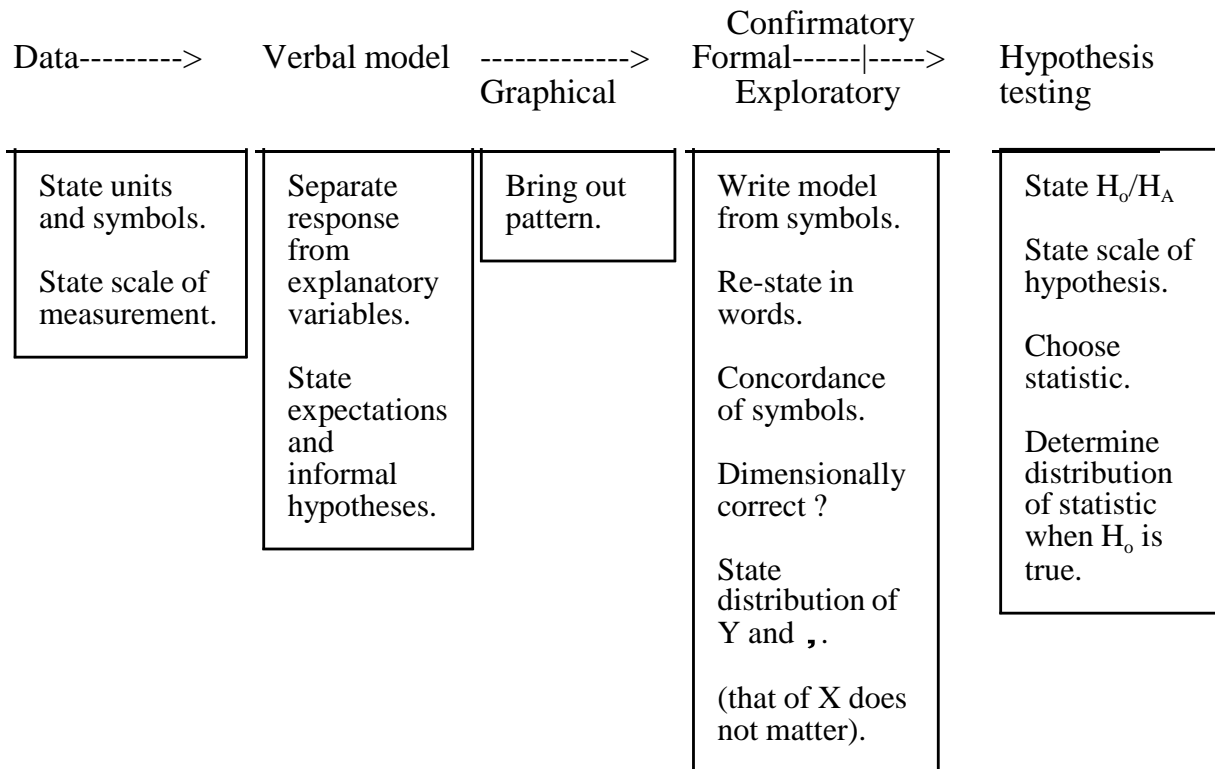 Confirmatory
Data---------> Verbal model -------------> Formal------|-----> Hypothesis
Graphical Exploratory testing
State units
and symbols.
State scale of
measurement.
Separate
response
from
explanatory
variables.
State
expectations
and
informal
hypotheses.
Bring out
pattern.
Write model
from symbols.
Re-state in
words.
Concordance
of symbols.
Dimensionally
correct ?
State
distribution of
Y and , .
(that of X does
not matter).
State Ho/HA
State scale of
hypothesis.
Choose
statistic.
Determine
distribution
of statistic
when Ho is
true.